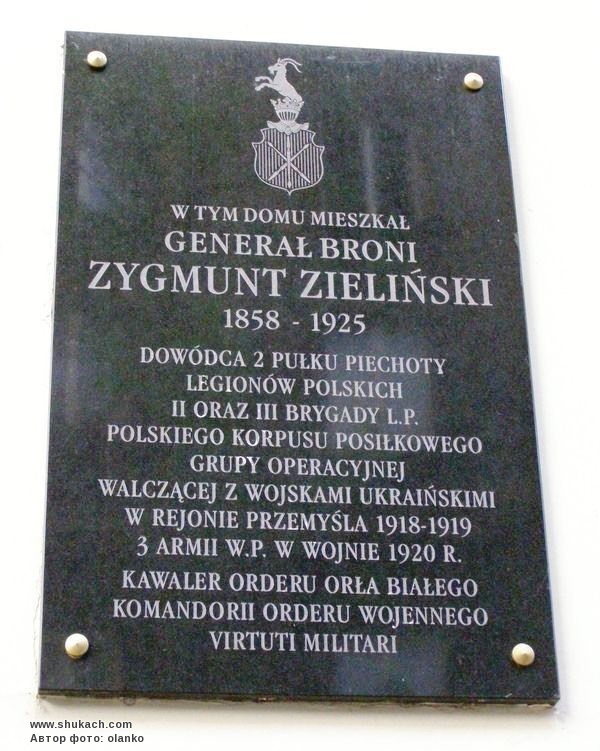 W TYM DOMU MIESZKAŁ
GENERAŁ BRONI
ZYGMUNT ZIELIŃSKI
1858 - 1925
DOWÓDCA 2 PUŁKU PIECHOTY
LEGIONÓW POLSKICH
II ORAZ III BRYGADY L.P.
POLSKIEGO KORPUSU POSIŁKOWEGO
GRUPY OPERACYJNEJ
WALCZĄCEJ Z WOJSKAMI UKRAIŃSKIMI
W REJONIE PRZEMYŚLA 1918-1919
3 ARMII W.P. W WOJNIE 1920 R.
KAWALER ORDERU ORŁA BIAŁEGO
KOMANDORII ORDERU WOJENNEGO
VIRTUTI MILITARI
www.shukach.com
Автор фото: olanko